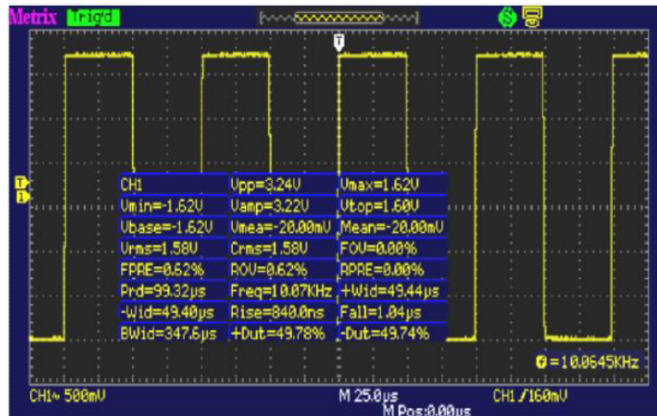 Metrix Trig'd
T
T
1
CH1 Vpp=3.24V Vmax=1.62V
Vmin=-1.62V Vamp=3.22V Vtop=1.60V
Vbase=-1.62V Vmea=-20.00mV Mean=-20.00mV
Vrms=1.58V Crms=1.58V FOV=0.00%
FPRE=0.62% ROV=0.62% RPRE=0.00%
Prd=99.32µs Freq=10.07KHz +Wid=49.44µs
-Wid=49.40µs Rise=840.0ns Fall=1.04µs
BWid=347.6µs +Dut=49.78% -Dut=49.74%
f=10.0645KHz
CH1~ 500mV M 25.0µs CH1 /160mV
M Pos:0.00µs